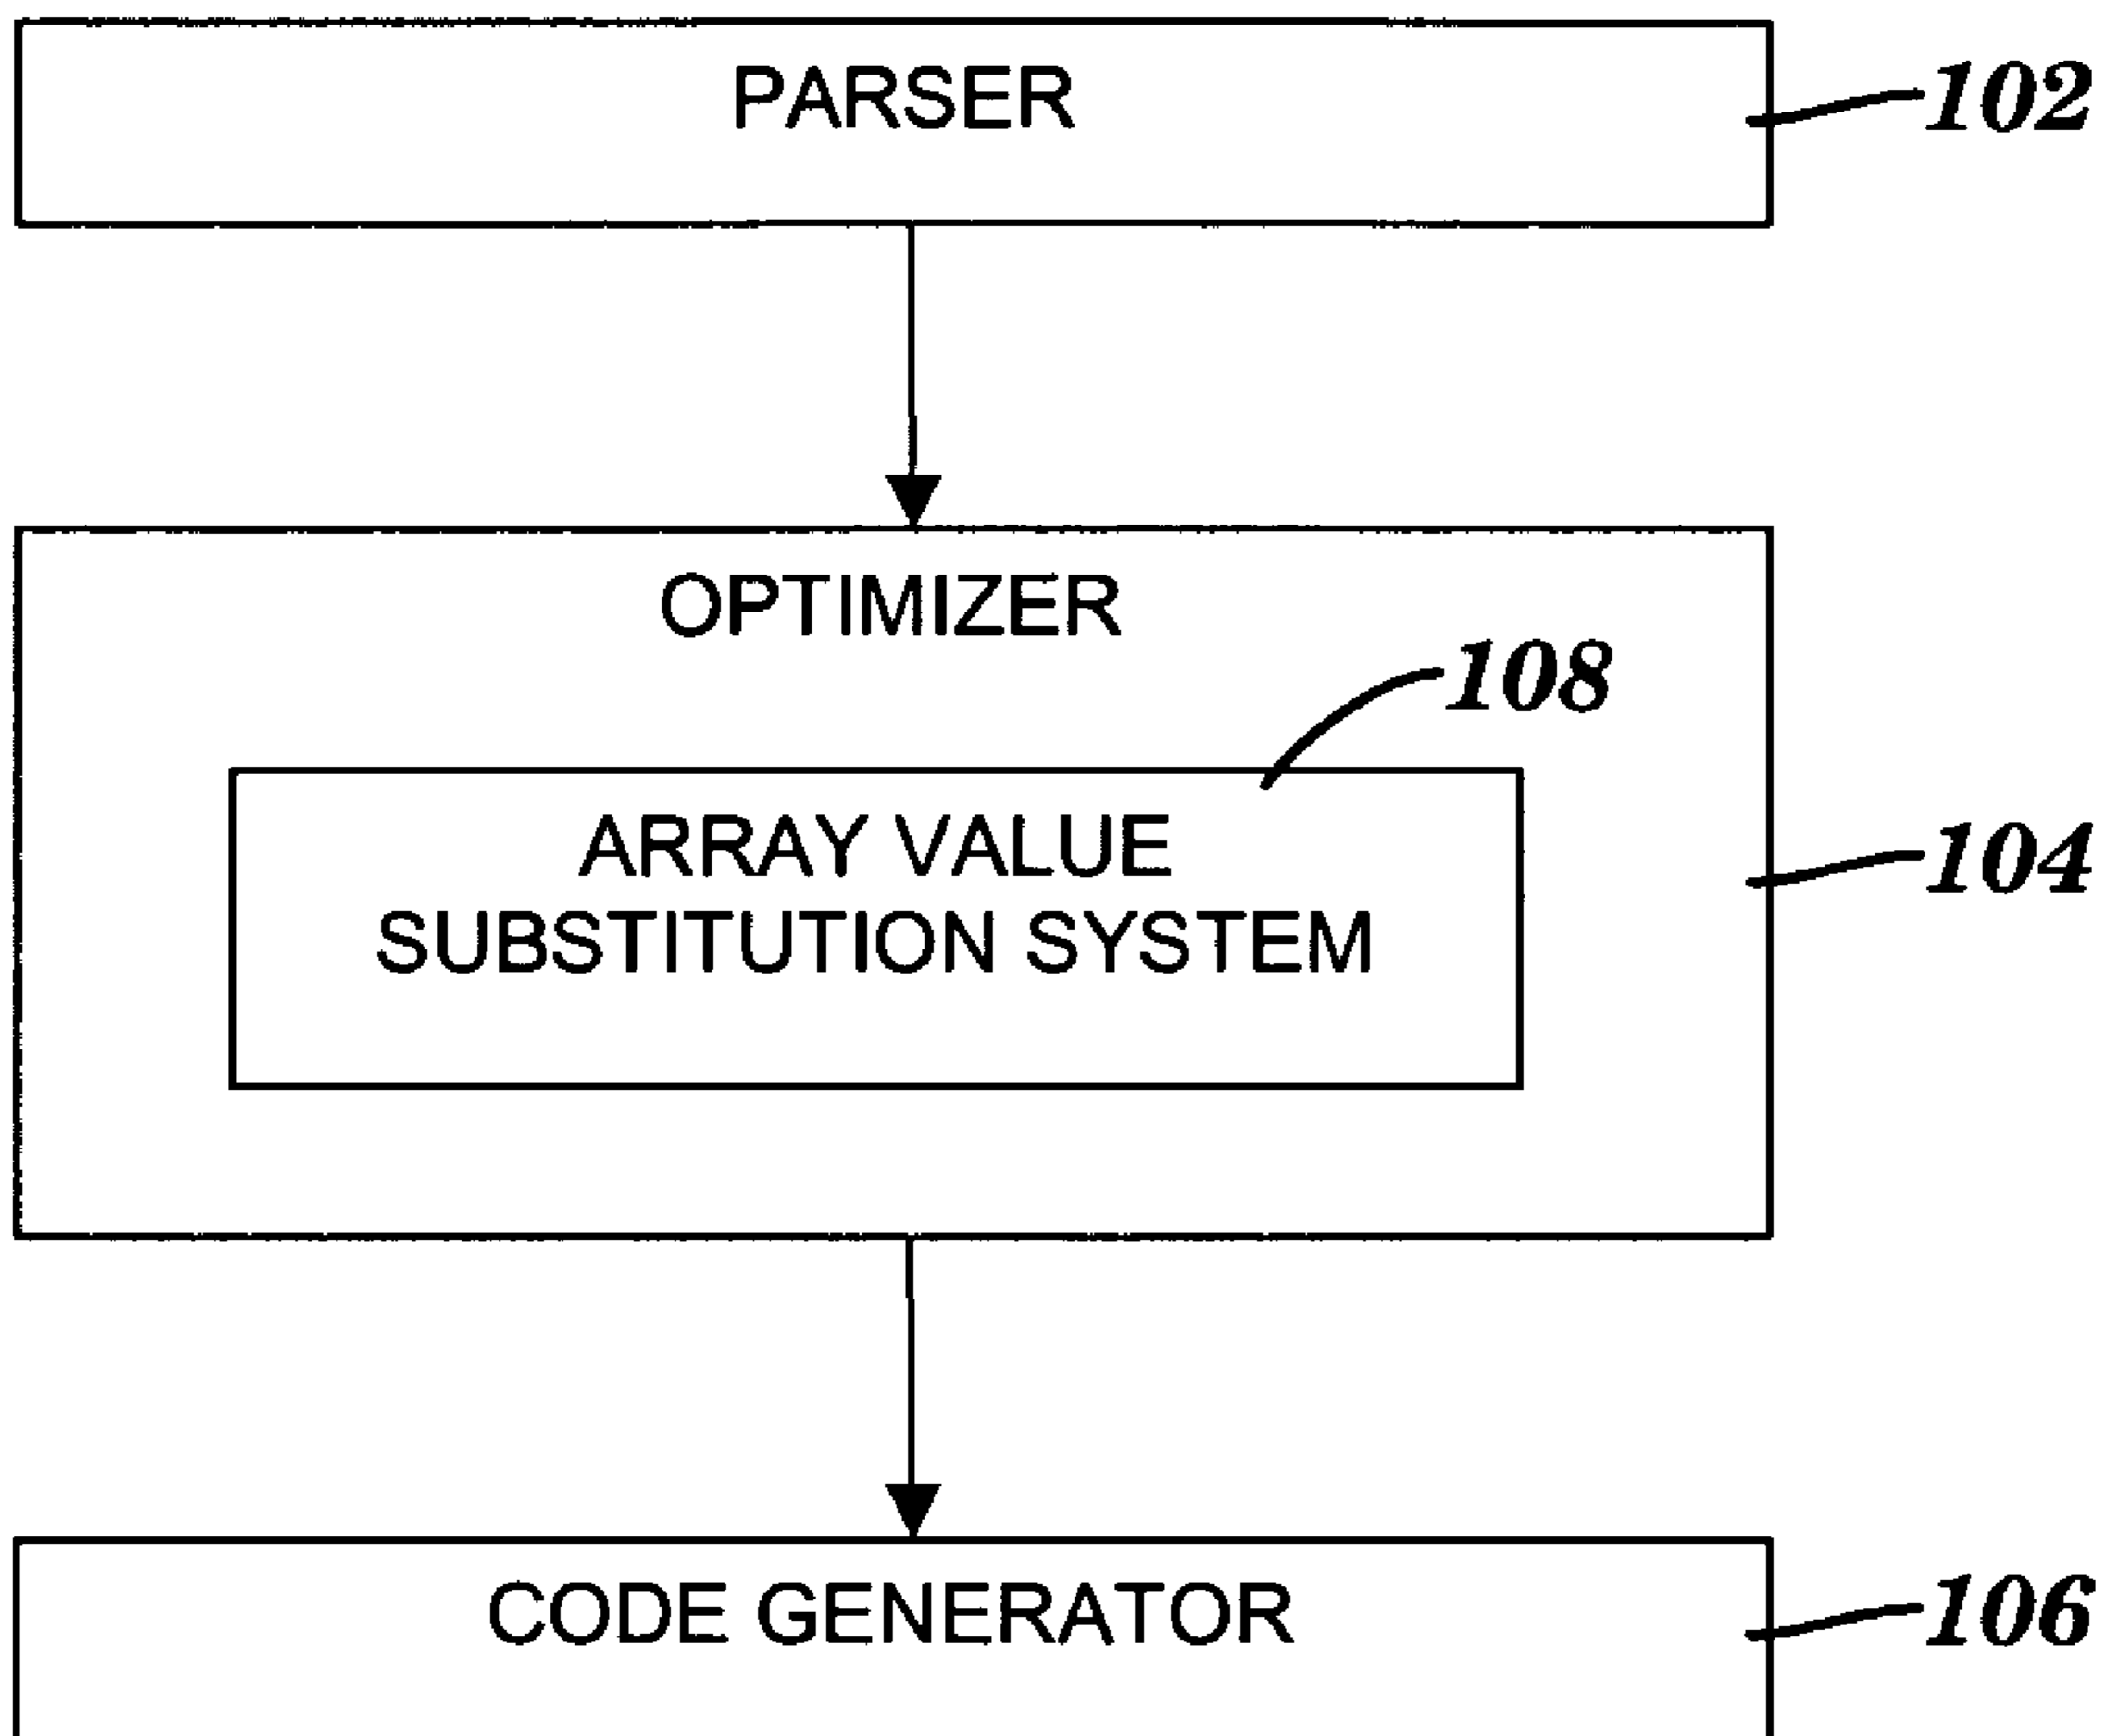 PARSER
102
OPTIMIZER
108
ARRAY VALUE
SUBSTITUTION SYSTEM
104
CODE GENERATOR
106